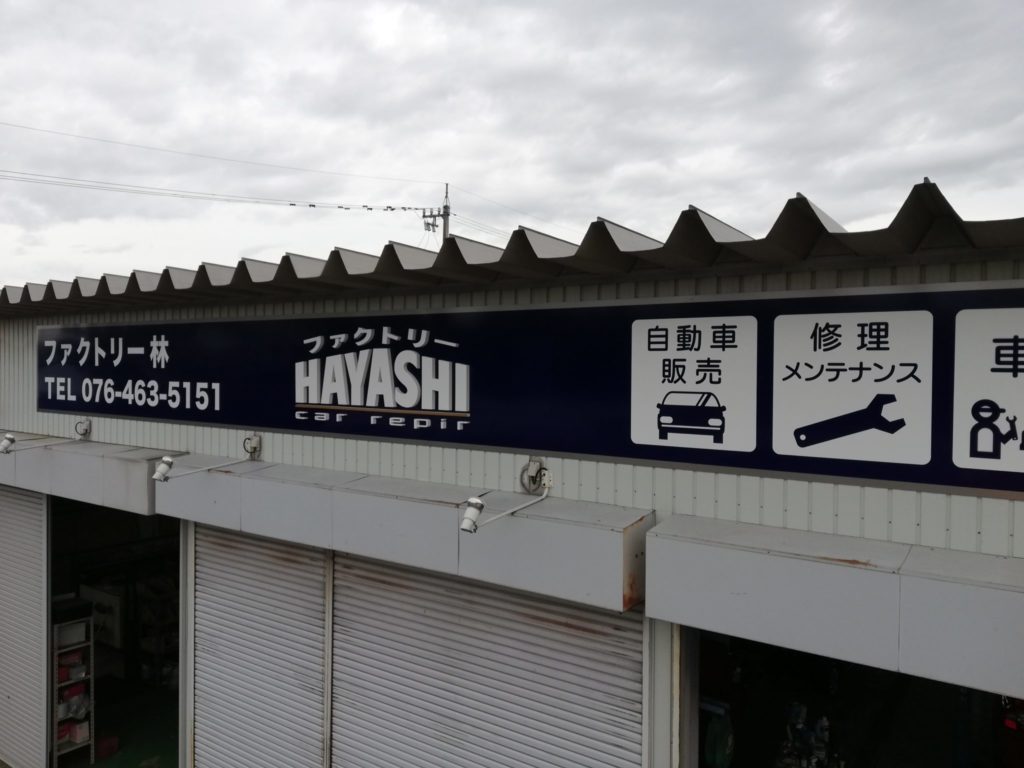 ファクトリー林
TEL 076-463-5151
ファクトリー
HAYASHI
car repir
自動車
販売
修理
メンテナンス
車